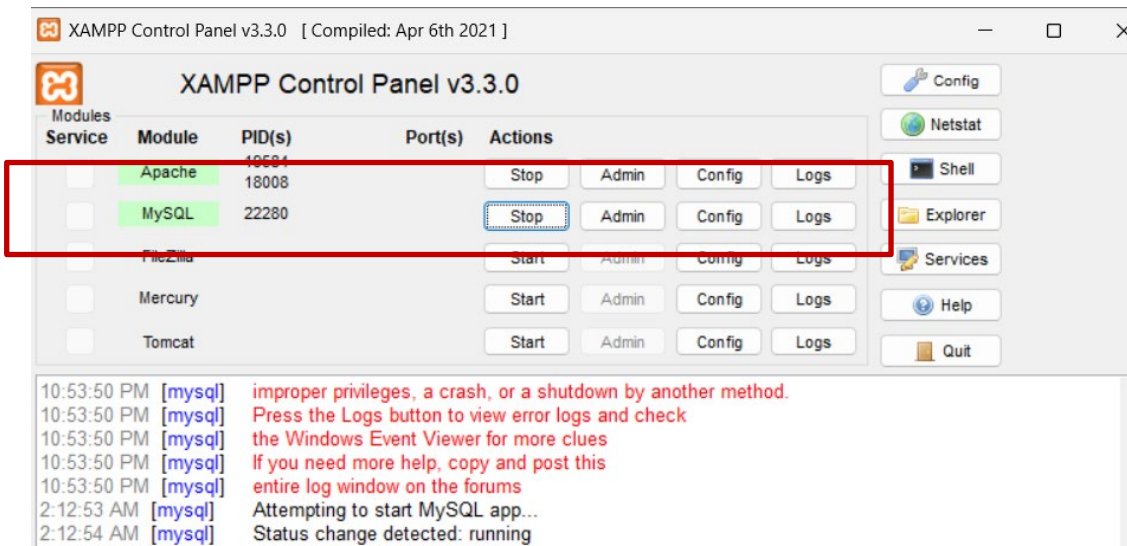 XAMPP Control Panel v3.3.0 [ Compiled: Apr 6th 2021 ]
XAMPP Control Panel v3.3.0
Modules
Service Module PID(s) Port(s) Actions
Apache 18008 Stop Admin Config Logs
MySQL 22280 Stop Admin Config Logs
FileZilla Start Admin Config Logs
Mercury Start Admin Config Logs
Tomcat Start Admin Config Logs
Config
Netstat
Shell
Explorer
Services
Help
Quit
10:53:50 PM [mysql] improper privileges, a crash, or a shutdown by another method.
10:53:50 PM [mysql] Press the Logs button to view error logs and check
10:53:50 PM [mysql] the Windows Event Viewer for more clues
10:53:50 PM [mysql] If you need more help, copy and post this
10:53:50 PM [mysql] entire log window on the forums
2:12:53 AM [mysql] Attempting to start MySQL app...
2:12:54 AM [mysql] Status change detected: running